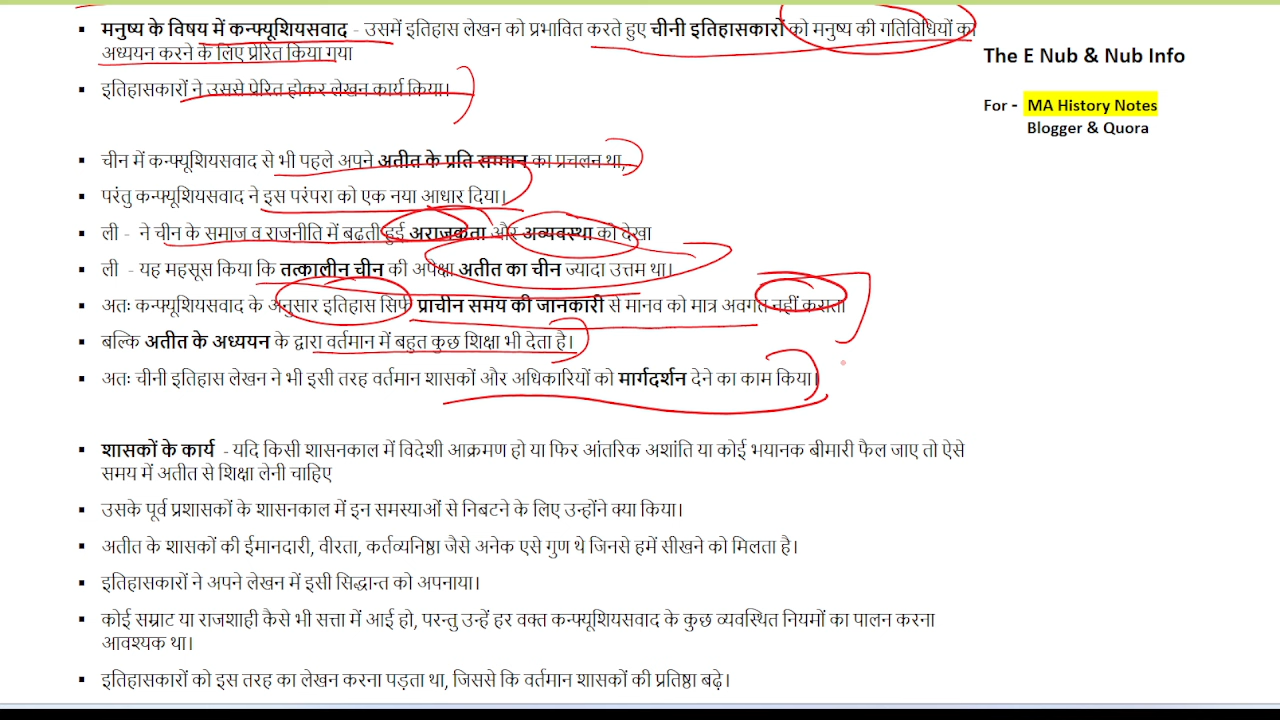 ▪ मनुष्य के विषय में कन्फ्यूशियसवाद - उसमें इतिहास लेखन को प्रभावित करते हुए चीनी इतिहासकारों को मनुष्य की गतिविधियों का
अध्ययन करने के लिए प्रेरित किया गया
▪ इतिहासकारों ने उससे प्रेरित होकर लेखन कार्य किया।
▪ चीन में कन्फ्यूशियसवाद से भी पहले अपने अतीत के प्रति सम्मान का प्रचलन था,
▪ परंतु कन्फ्यूशियसवाद ने इस परंपरा को एक नया आधार दिया।
▪ ली - ने चीन के समाज व राजनीति में बढती हुई अराजकता और अव्यवस्था को देखा
▪ ली - यह महसूस किया कि तत्कालीन चीन की अपेक्षा अतीत का चीन ज्यादा उत्तम था।
▪ अतः कन्फ्यूशियसवाद के अनुसार इतिहास सिर्फ प्राचीन समय की जानकारी से मानव को मात्र अवगत नहीं कराता
▪ बल्कि अतीत के अध्ययन के द्वारा वर्तमान में बहुत कुछ शिक्षा भी देता है।
▪ अतः चीनी इतिहास लेखन ने भी इसी तरह वर्तमान शासकों और अधिकारियों को मार्गदर्शन देने का काम किया।
▪ शासकों के कार्य - यदि किसी शासनकाल में विदेशी आक्रमण हो या फिर आंतरिक अशांति या कोई भयानक बीमारी फैल जाए तो ऐसे
समय में अतीत से शिक्षा लेनी चाहिए
▪ उसके पूर्व प्रशासकों के शासनकाल में इन समस्याओं से निबटने के लिए उन्होंने क्या किया।
▪ अतीत के शासकों की ईमानदारी, वीरता, कर्तव्यनिष्ठा जैसे अनेक एसे गुण थे जिनसे हमें सीखने को मिलता है।
▪ इतिहासकारों ने अपने लेखन में इसी सिद्धान्त को अपनाया।
▪ कोई सम्राट या राजशाही कैसे भी सत्ता में आई हो, परन्तु उन्हें हर वक्त कन्फ्यूशियसवाद के कुछ व्यवस्थित नियमों का पालन करना
आवश्यक था।
▪ इतिहासकारों को इस तरह का लेखन करना पड़ता था, जिससे कि वर्तमान शासकों की प्रतिष्ठा बढ़े।
The E Nub & Nub Info
For - MA History Notes
Blogger & Quora